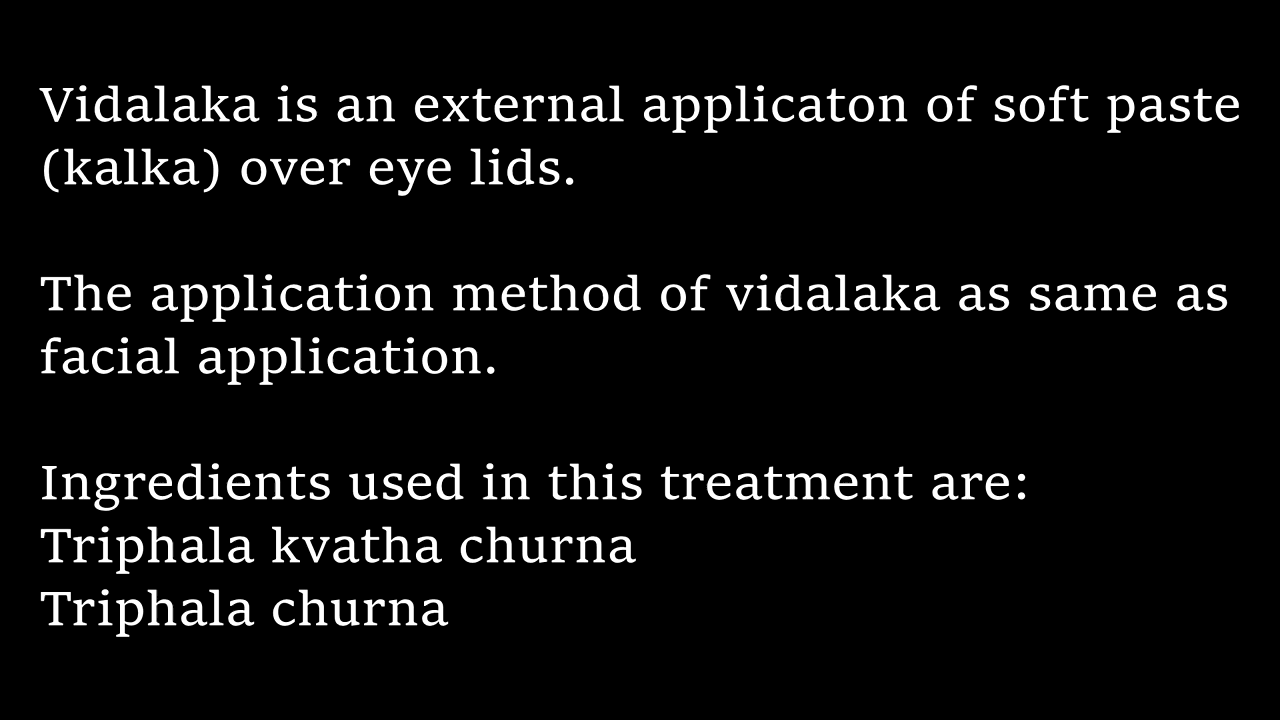 Vidalaka is an external applicaton of soft paste
(kalka) over eye lids.
The application method of vidalaka as same as
facial application.
Ingredients used in this treatment are:
Triphala kvatha churna
Triphala churna